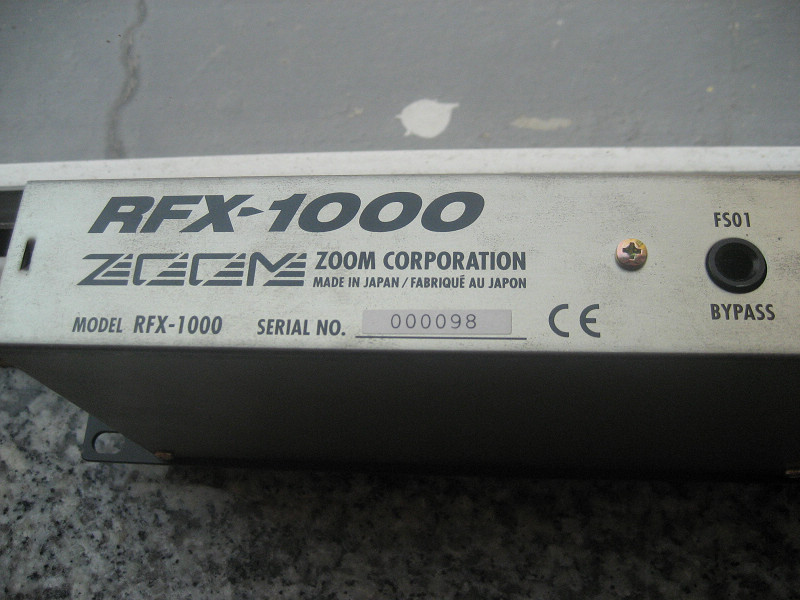 RFX-1000
ZOOM ZOOM CORPORATION
MADE IN JAPAN / FABRIQUÉ AU JAPON
MODEL RFX-1000 SERIAL NO. 000098 CE
FS01
BYPASS